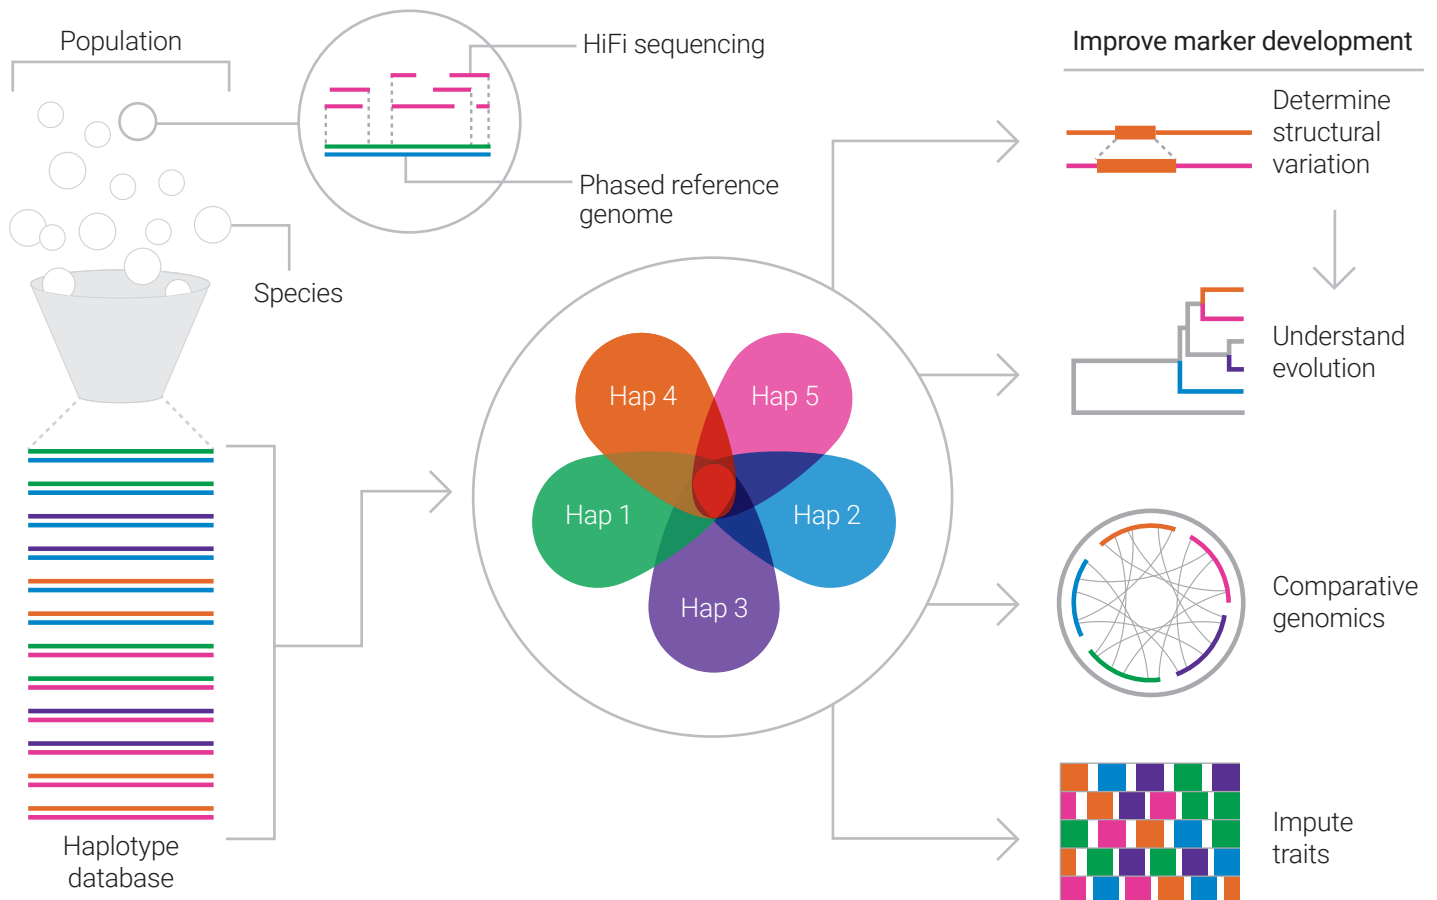 Population
HiFi sequencing
Phased reference
genome
Species
Haplotype
database
Hap 4
Hap 5
Hap 1
Hap 2
Hap 3
Improve marker development
Determine
structural
variation
Understand
evolution
Comparative
genomics
Impute
traits